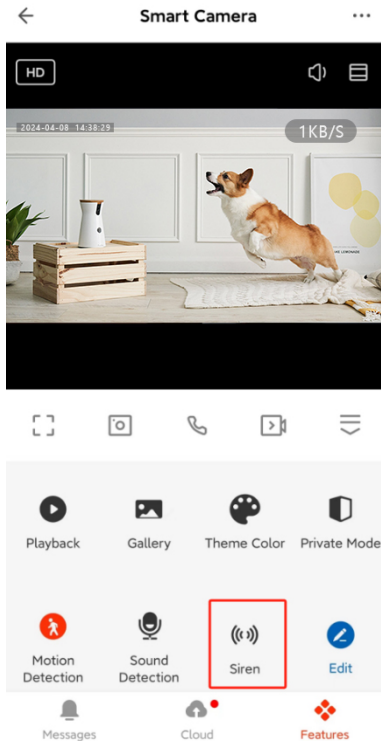 Smart Camera
HD
2024-04-08 14:38:29
1KB/S
Playback
Gallery
Theme Color
Private Mode
Motion
Detection
Sound
Detection
Siren
Edit
Messages
Cloud
Features